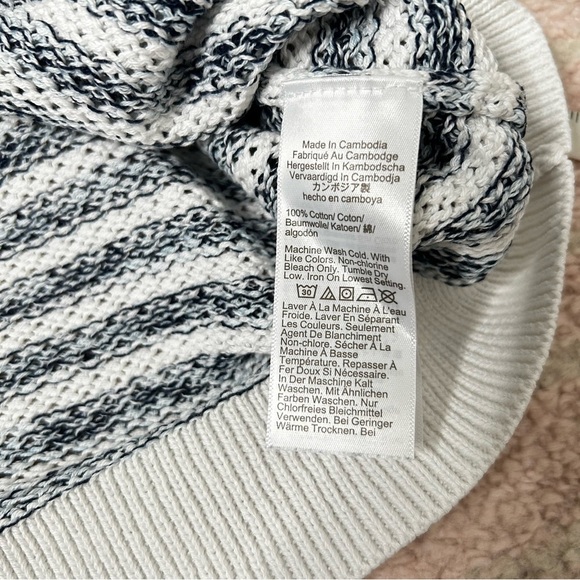 Made In Cambodia
Fabriqué Au Cambodge
Hergestellt In Kambodscha
Vervaardigd In Cambodja
カンボジア製
hecho en camboya
100% Cotton/ Coton/
Baumwolle/ Katoen/ 綿/
algodón
Machine Wash Cold. With
Like Colors. Non-chlorine
Bleach Only. Tumble Dry
Low. Iron On Lowest Setting.
30
Laver À La Machine À L'eau
Froide. Laver En Séparant
Les Couleurs. Seulement
Agent De Blanchiment
Non-chlore. Sécher À La
Machine À Basse
Température. Repasser À
Fer Doux Si Nécessaire.
In Der Maschine Kalt
Waschen. Mit Ähnlichen
Farben Waschen. Nur
Chlorfreies Bleichmittel
Verwenden. Bei Geringer
Wärme Trocknen. Bei